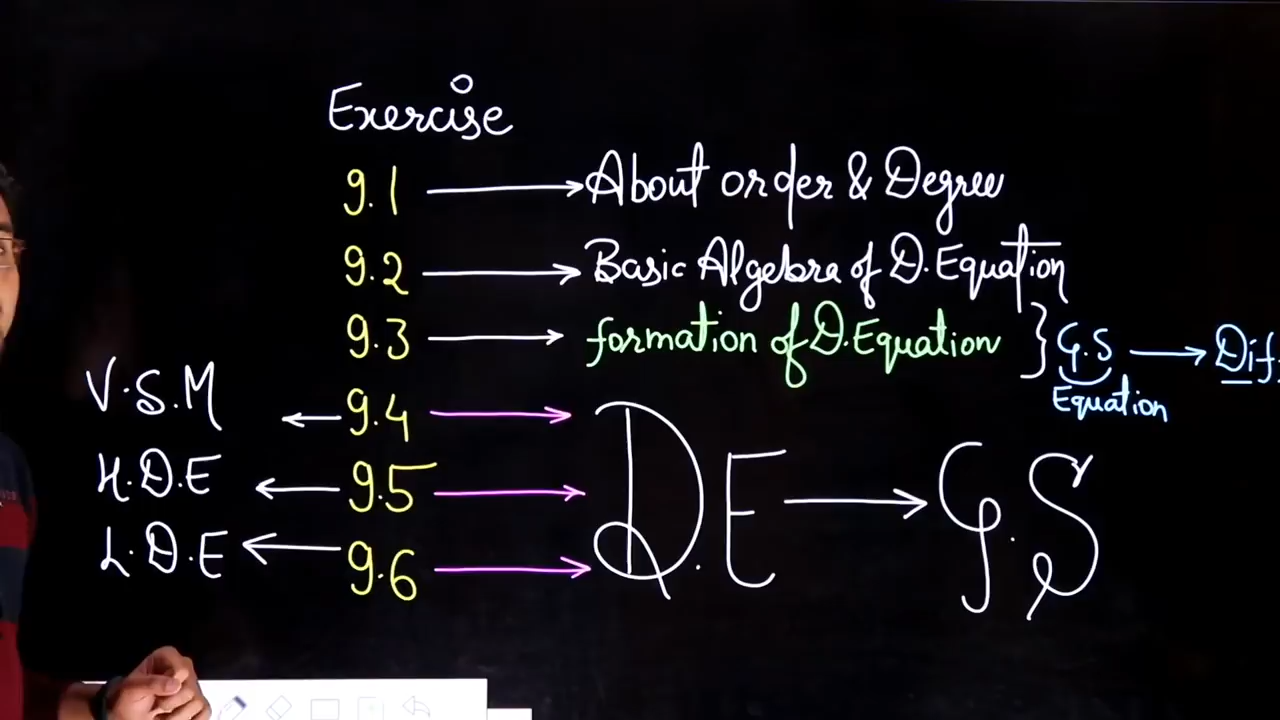 Exercise
9.1 → About order & Degree
9.2 → Basic Algebra of D.Equation
9.3 → formation of D.Equation } G.S → Dif
Equation
V.S.M ← 9.4 →
H.D.E ← 9.5 → D.E → G.S
L.D.E ← 9.6 →